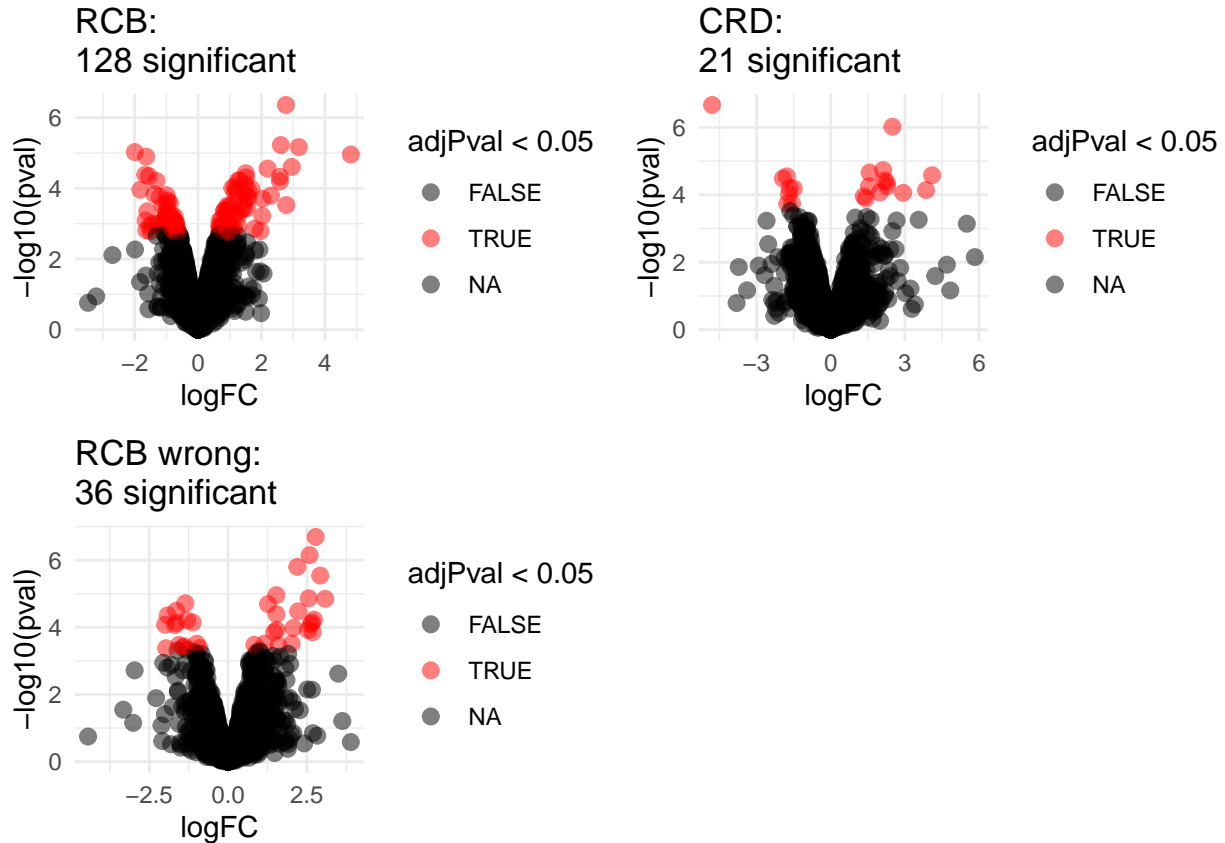 RCB:
128 significant
−log10(pval)
6
4
2
0
−2
0
2
4
logFC
adjPval < 0.05
FALSE
TRUE
NA
CRD:
21 significant
−log10(pval)
6
4
2
0
−3
0
3
6
logFC
adjPval < 0.05
FALSE
TRUE
NA
RCB wrong:
36 significant
−log10(pval)
6
4
2
0
−2.5
0.0
2.5
logFC
adjPval < 0.05
FALSE
TRUE
NA